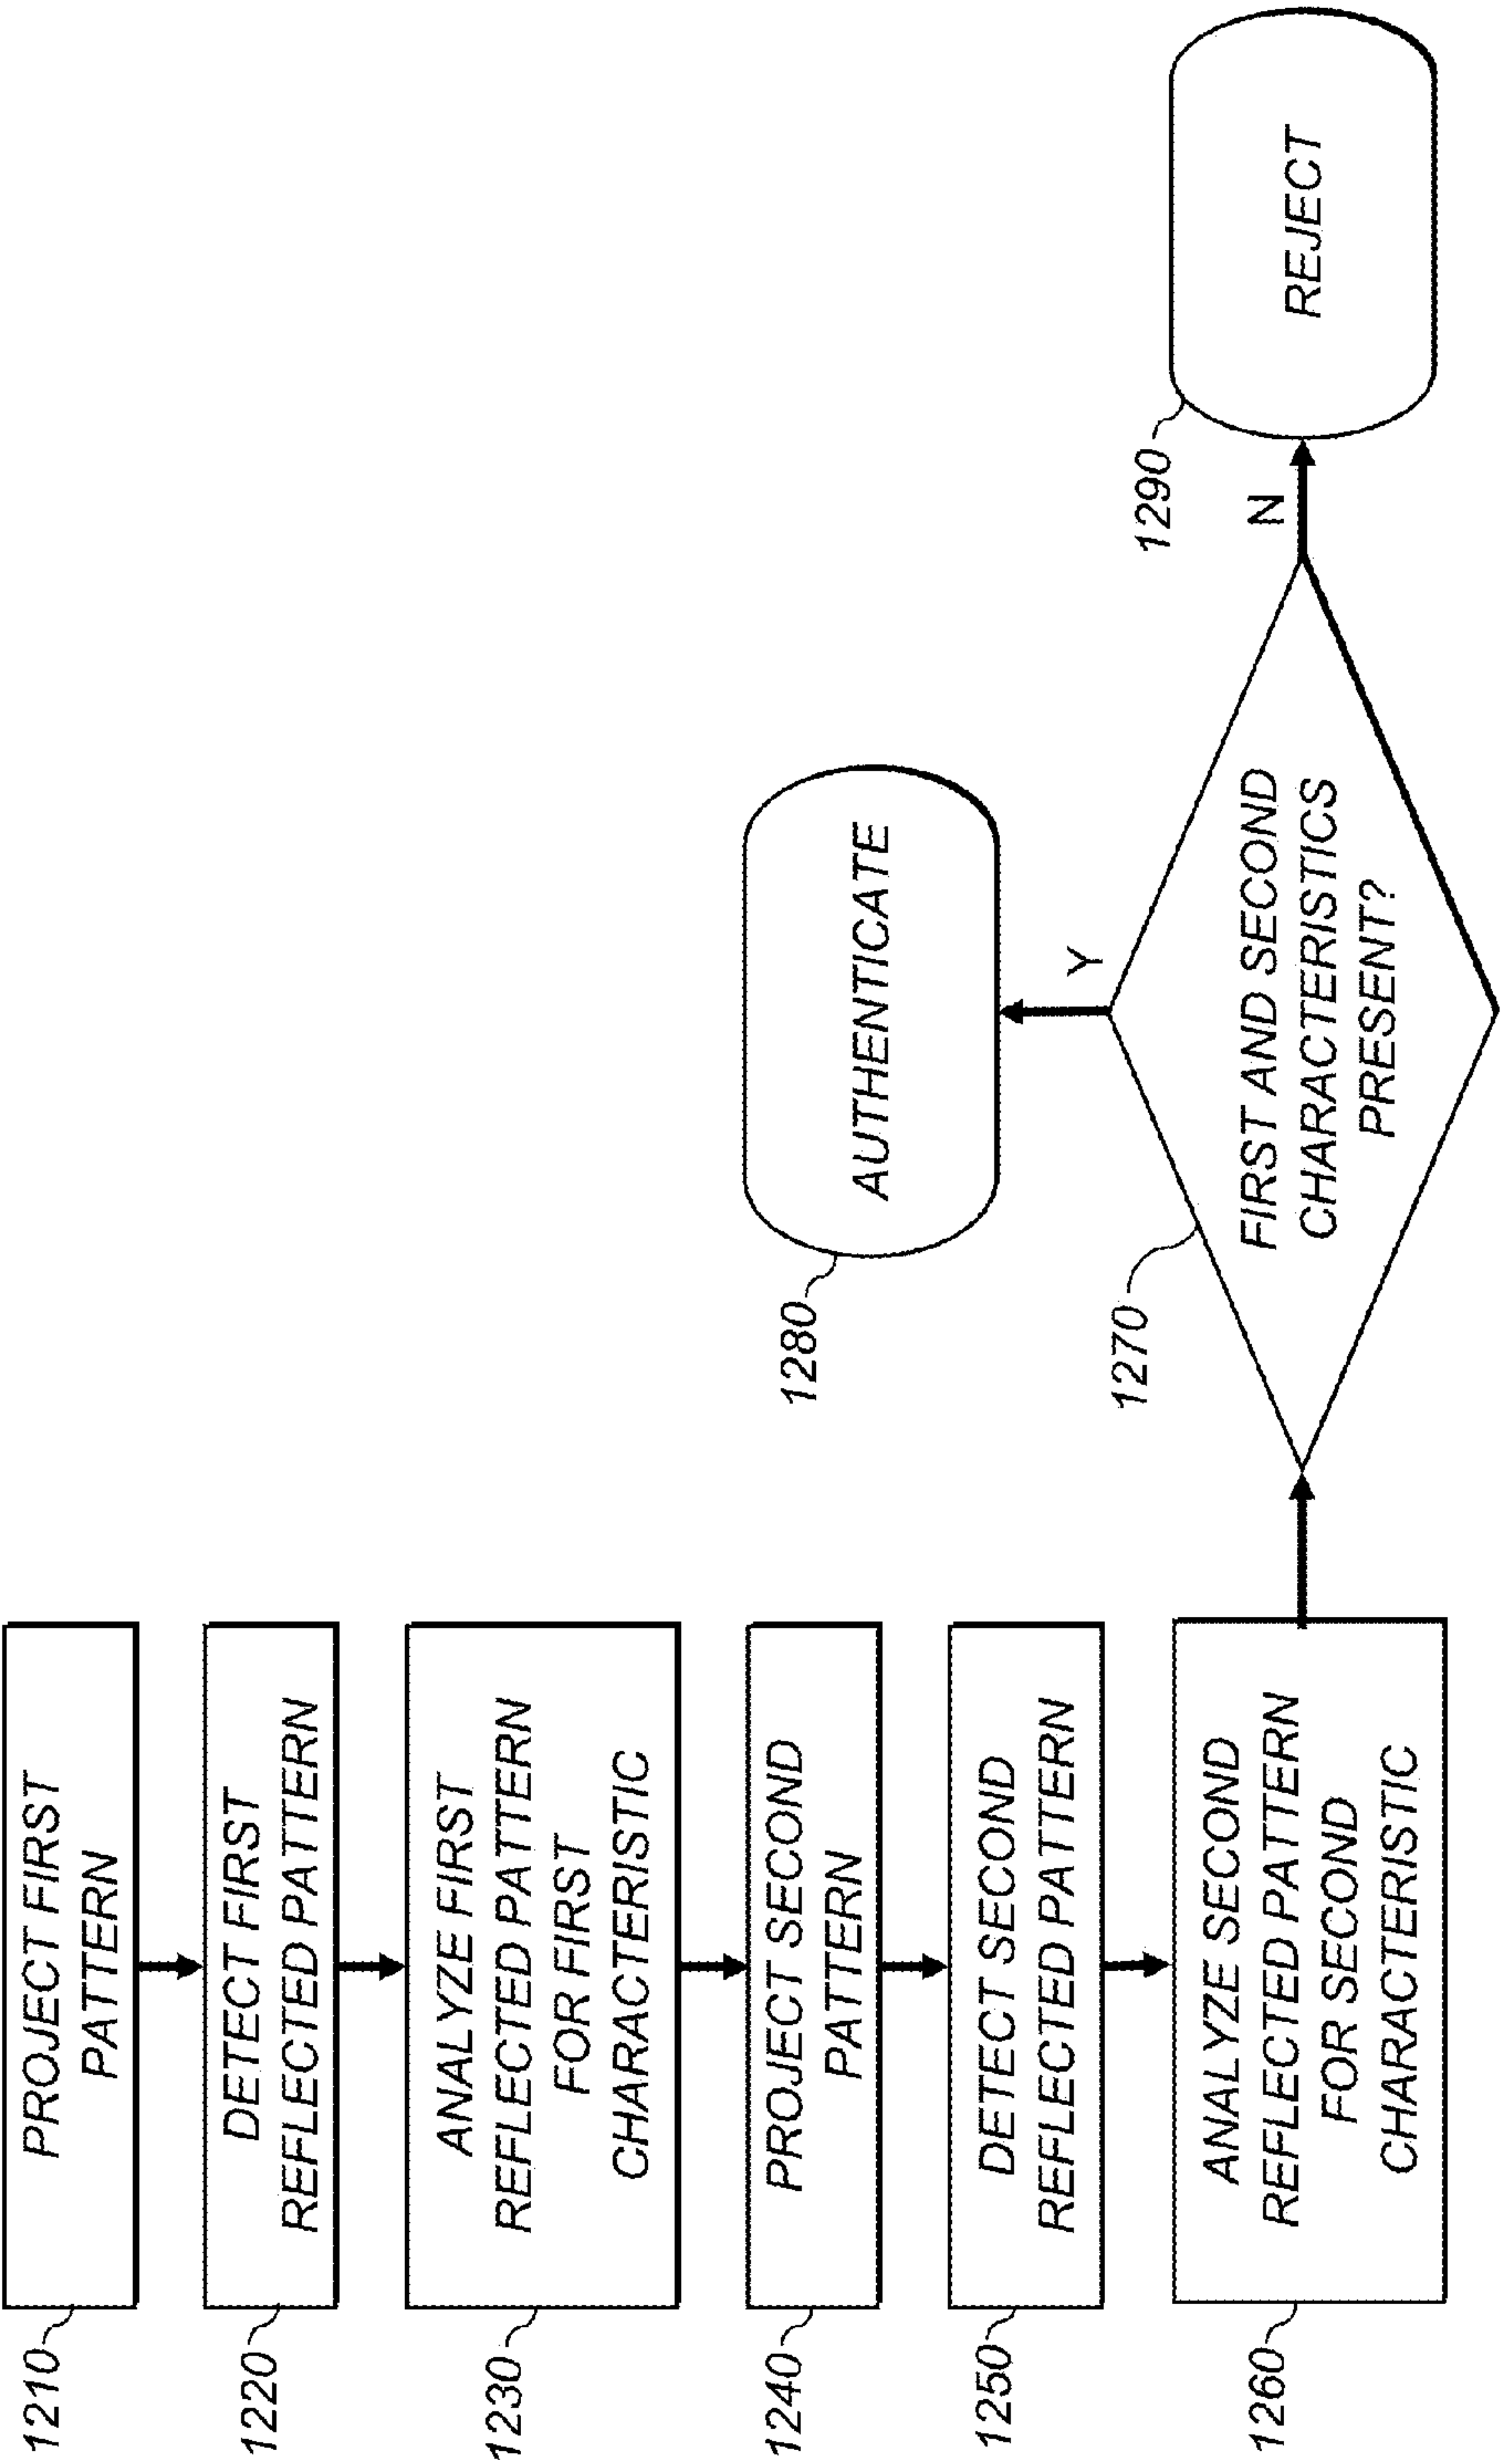 1210
PROJECT FIRST
PATTERN
1220
DETECT FIRST
REFLECTED PATTERN
1230
ANALYZE FIRST
REFLECTED PATTERN
FOR FIRST
CHARACTERISTIC
1240
PROJECT SECOND
PATTERN
1250
DETECT SECOND
REFLECTED PATTERN
1260
ANALYZE SECOND
REFLECTED PATTERN
FOR SECOND
CHARACTERISTIC
1270
FIRST AND SECOND
CHARACTERISTICS
PRESENT?
Y
1280
AUTHENTICATE
N
1290
REJECT